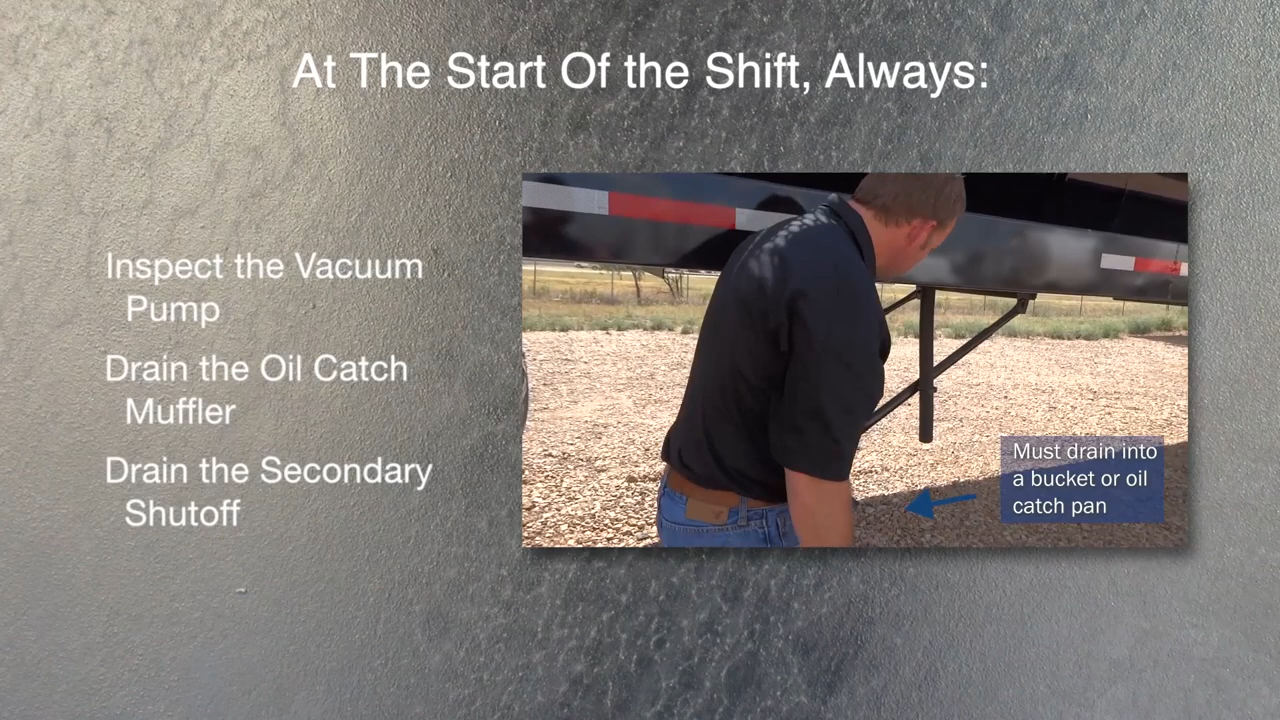 At The Start Of the Shift, Always:
Inspect the Vacuum
Pump
Drain the Oil Catch
Muffler
Drain the Secondary
Shutoff
Must drain into
a bucket or oil
catch pan